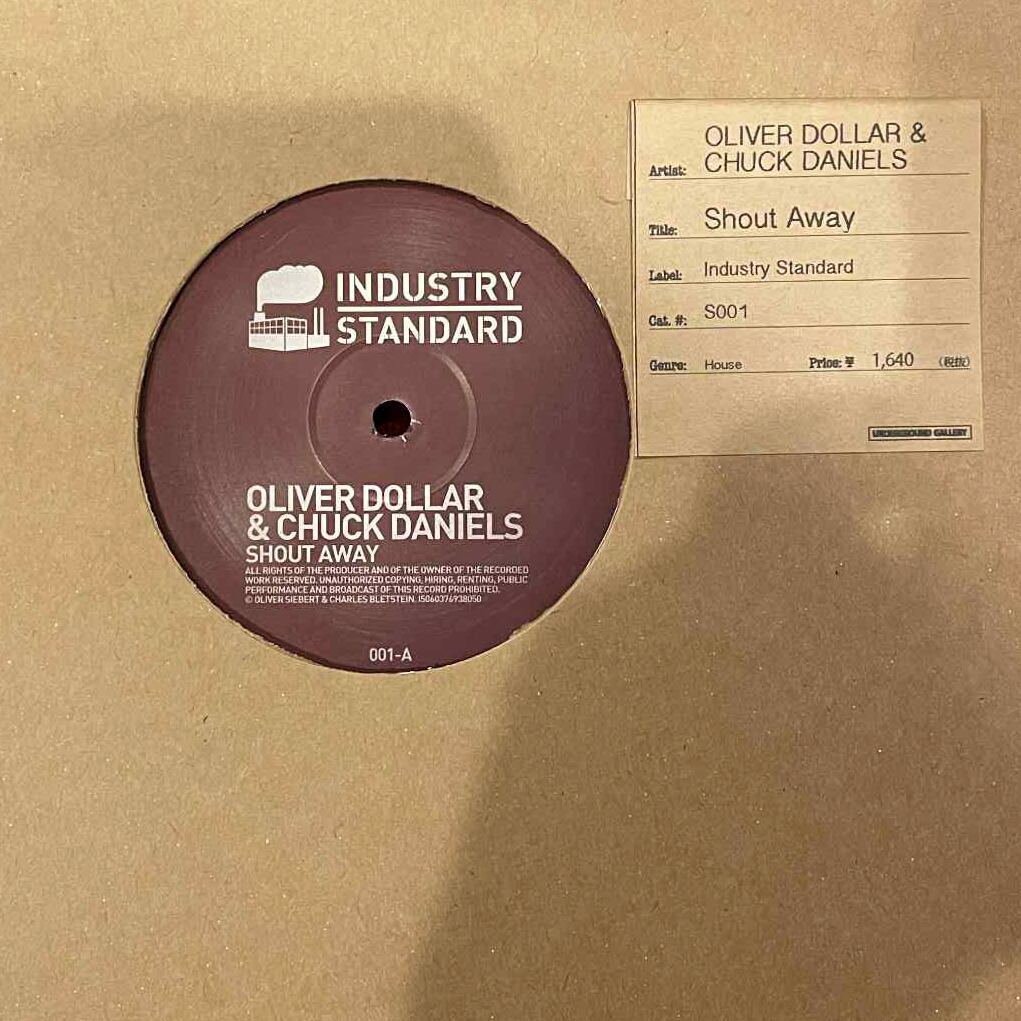 INDUSTRY
STANDARD
OLIVER DOLLAR
& CHUCK DANIELS
SHOUT AWAY
ALL RIGHTS OF THE PRODUCER AND OF THE OWNER OF THE RECORDED
WORK RESERVED. UNAUTHORIZED COPYING, HIRING, RENTING, PUBLIC
PERFORMANCE AND BROADCAST OF THIS RECORD PROHIBITED.
© OLIVER SIEBERT & CHARLES BLETSTEIN. 15060376938050
001-A
OLIVER DOLLAR &
Artist: CHUCK DANIELS
Title: Shout Away
Label: Industry Standard
Cat. #: S001
Genre: House Price: ¥ 1,640 (税抜)
UNDERGROUND GALLERY